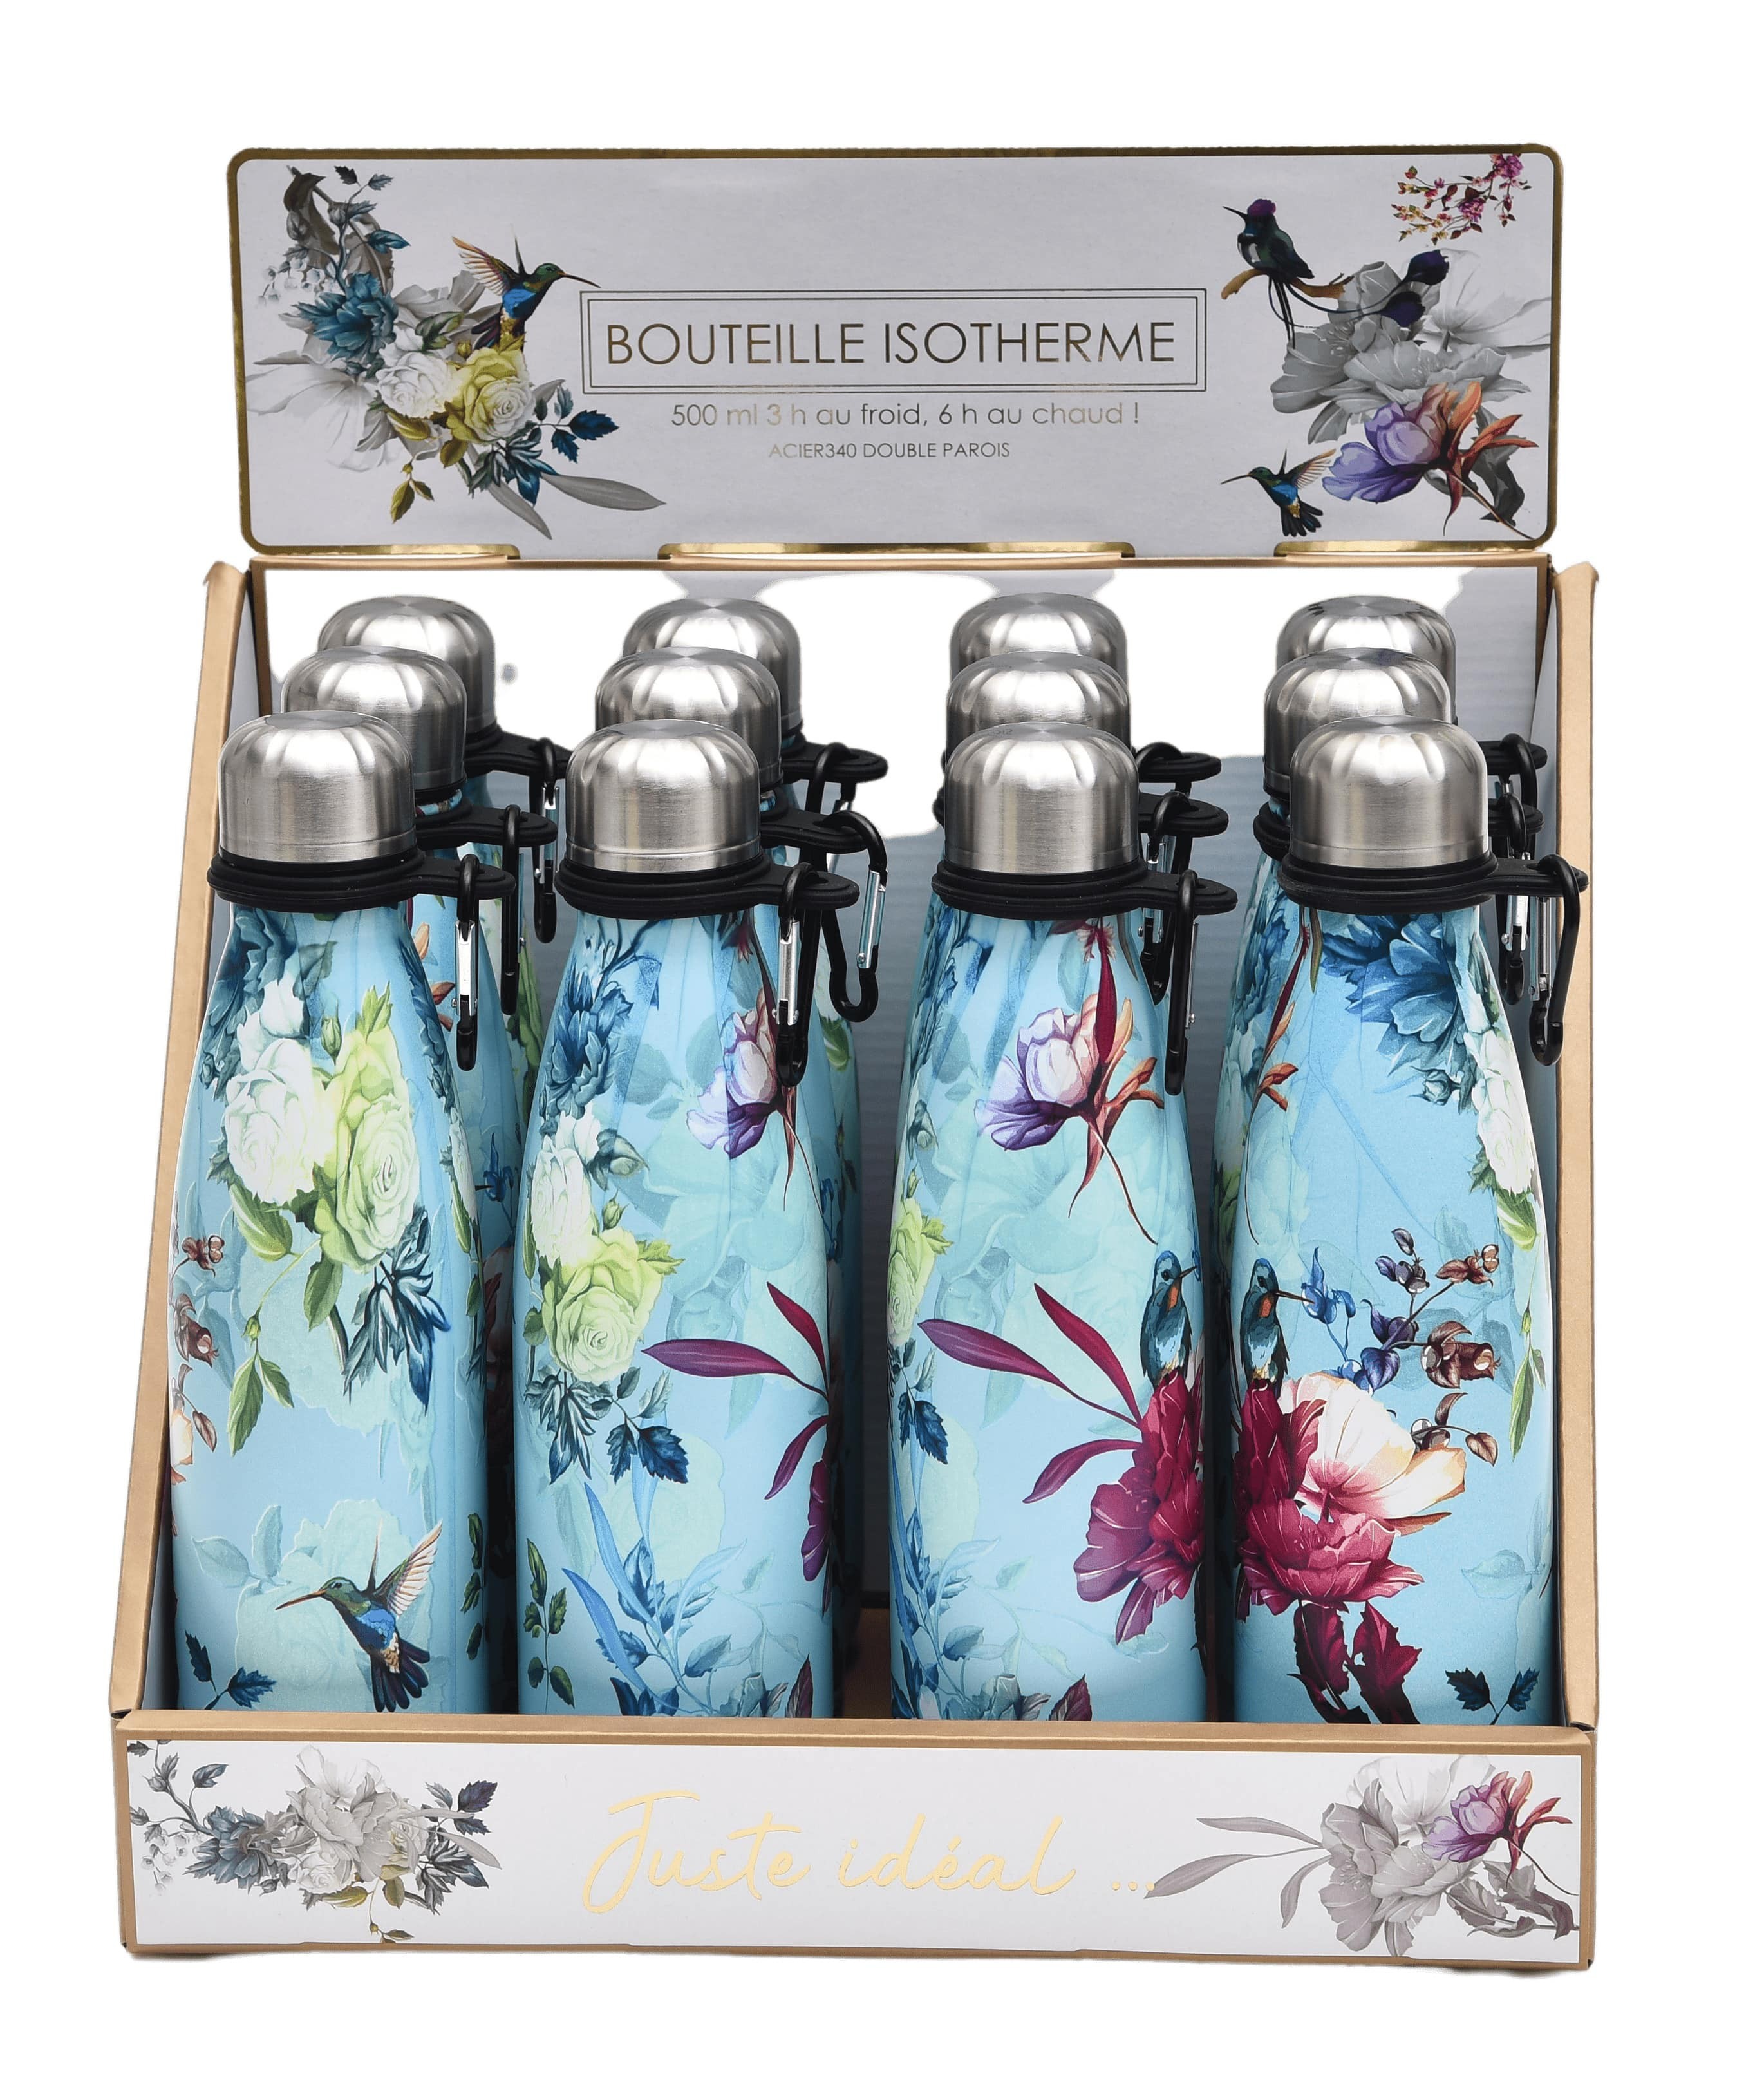 BOUTEILLE ISOTHERME
500 ml 3 h au froid, 6 h au chaud !
ACIER340 DOUBLE PAROIS
Juste idéal ...